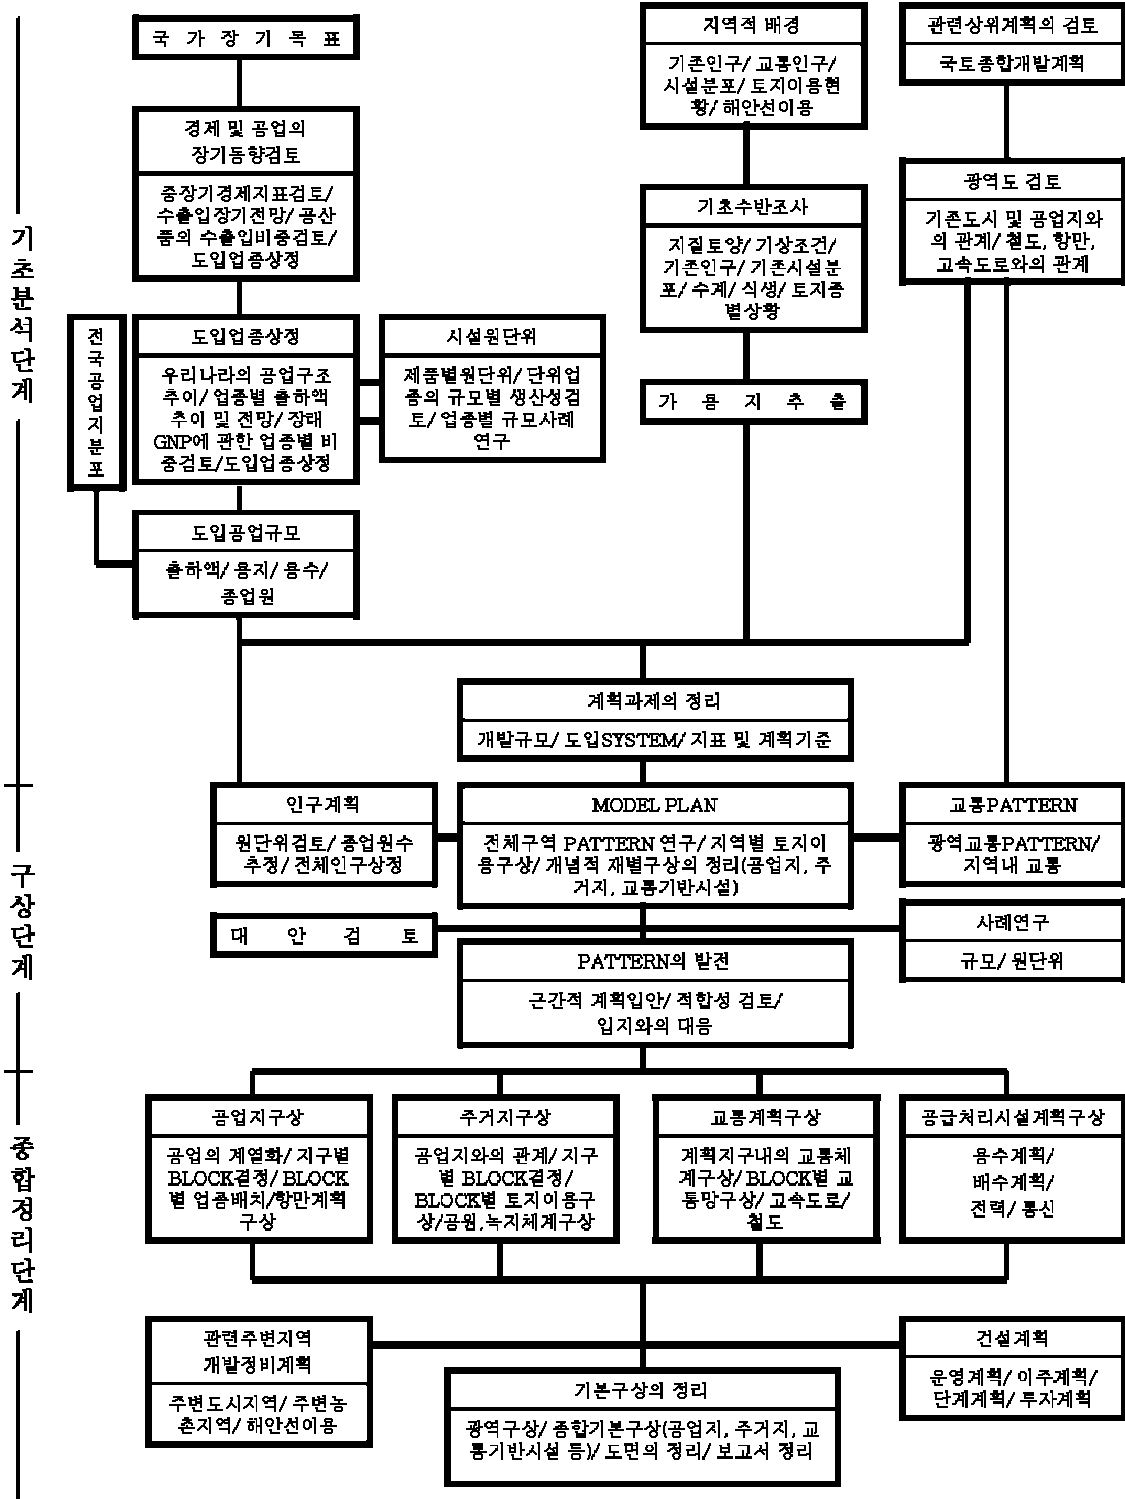 기초분석단계
국 가 장 기 목 표
경제 및 공업의
장기동향검토
중장기경제지표검토/
수출입장기전망/ 공산
품의 수출입비중검토/
도입업종상정
전국공업지분포
도입업종상정
우리나라의 공업구조
추이/ 업종별 출하액
추이 및 전망/ 장래
GNP에 관한 업종별 비
중검토/도입업종상정
시설원단위
제품별원단위/ 단위업
종의 규모별 생산성검
토/ 업종별 규모사례
연구
도입공업규모
출하액/ 용지/ 용수/
종업원
지역적 배경
기존인구/ 교통인구/
시설분포/ 토지이용현
황/ 해안선이용
기초수반조사
지질토양/ 기상조건/
기존인구/ 기존시설분
포/ 수계/ 식생/ 토지종
별상황
가 용 지 추 출
관련상위계획의 검토
국토종합개발계획
광역도 검토
기존도시 및 공업지와
의 관계/ 철도, 항만,
고속도로와의 관계
계획과제의 정리
개발규모/ 도입SYSTEM/ 지표 및 계획기준
구상단계
인구계획
원단위검토/ 종업원수
추정/ 전체인구상정
MODEL PLAN
전체구역 PATTERN 연구/ 지역별 토지이
용구상/ 개념적 재별구상의 정리(공업지, 주
거지, 교통기반시설)
교통PATTERN
광역교통PATTERN/
지역내 교통
대 안 검 토
사례연구
규모/ 원단위
PATTERN의 발전
근간적 계획입안/ 적합성 검토/
입지와의 대응
종합정리단계
공업지구상
공업의 계열화/ 지구별
BLOCK결정/ BLOCK
별 업종배치/항만계획
구상
주거지구상
공업지와의 관계/ 지구
별 BLOCK결정/
BLOCK별 토지이용구
상/공원,녹지체계구상
교통계획구상
계획지구내의 교통체
계구상/ BLOCK별 교
통망구상/ 고속도로/
철도
공급처리시설계획구상
용수계획/
배수계획/
전력/ 통신
관련주변지역
개발정비계획
주변도시지역/ 주변농
촌지역/ 해안선이용
건설계획
운영계획/ 이주계획/
단계계획/ 투자계획
기본구상의 정리
광역구상/ 종합기본구상(공업지, 주거지, 교
통기반시설 등)/ 도면의 정리/ 보고서 정리